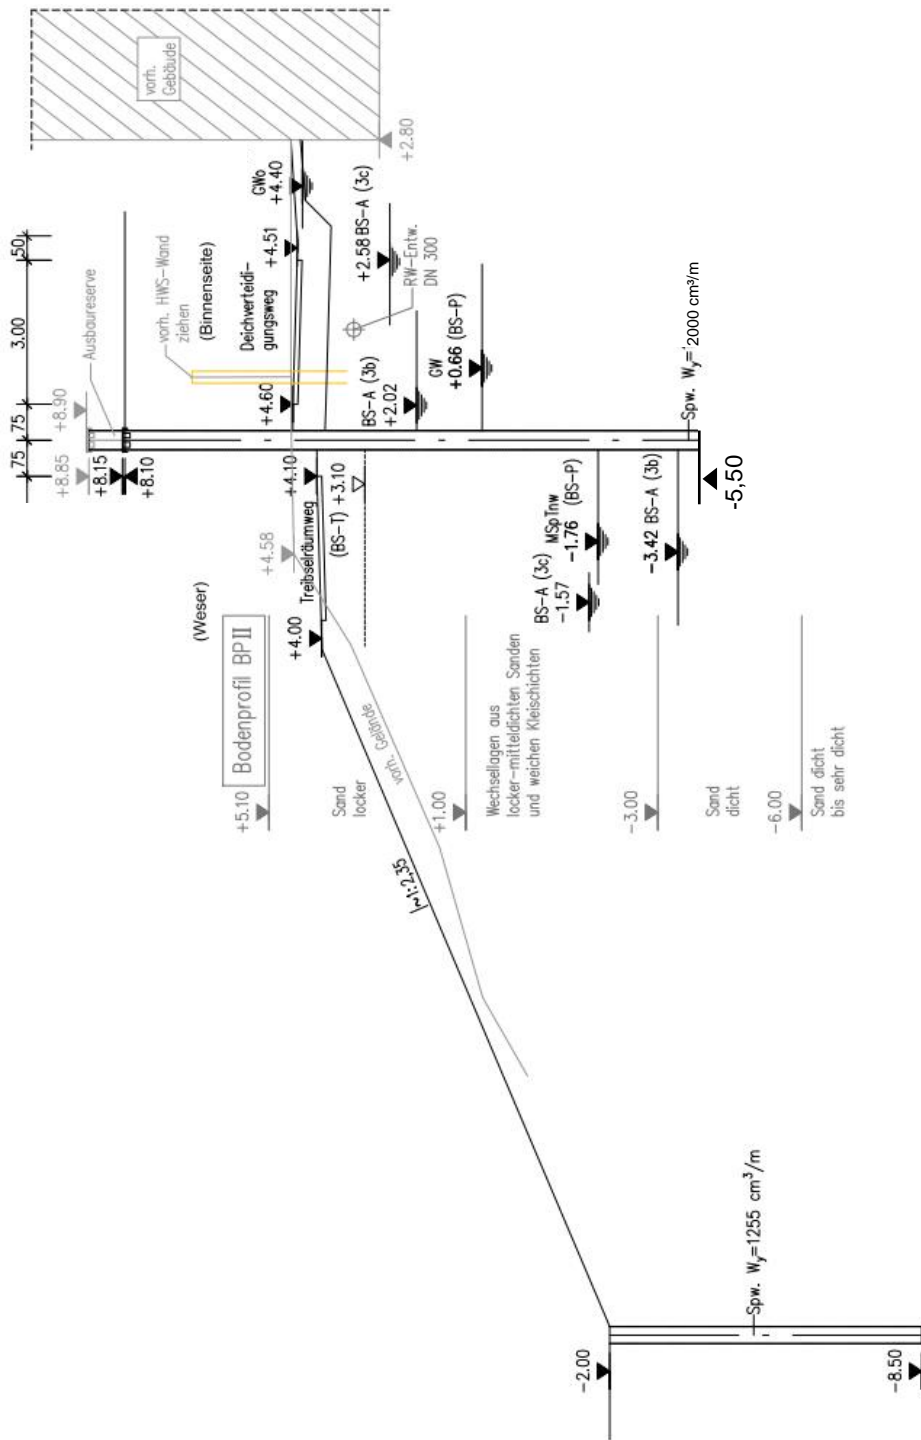 vorh.
Gebäude
+2.80
50
3.00
75
75
Ausbaureserve
+8.90
+8.85
+8.15
+8.10
vorh. HWS-Wand
ziehen
(Binnenseite)
Deichverteidi-
gungsweg
GWo
+4.40
+4.51
+4.60
+2.58 BS-A (3c)
RW-Entw.
DN 300
BS-A (3b)
+2.02
GW
+0.66 (BS-P)
Spw. Wy= 2000 cm³/m
-5,50
(Weser)
+4.58
Treibselräumweg
+4.10
+4.00
(BS-T) +3.10
MSpTnw
-1.76 (BS-P)
BS-A (3c)
-1.57
-3.42 BS-A (3b)
Bodenprofil BP II
+5.10
Sand
locker
vorh. Gelände
+1.00
Wechsellagen aus
locker-mitteldichten Sanden
und weichen Kleischichten
-3.00
Sand
dicht
-6.00
Sand dicht
bis sehr dicht
~1:2,35
-2.00
Spw. Wy=1255 cm³/m
-8.50